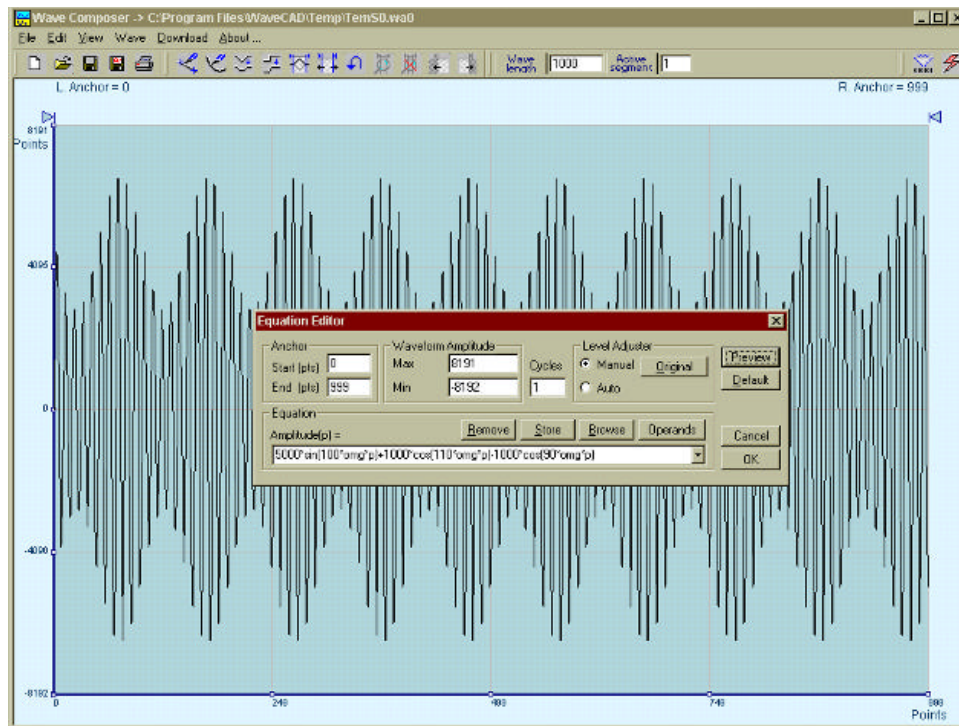 Wave Composer -> C:\Program Files\WaveCAD\Temp\TemS0.wa0
File Edit View Wave Download About ...
Wave length 1000 Active segment 1
L. Anchor = 0 R. Anchor = 999
8191
Points
4095
0
-4096
-8192
0 249 499 749 999
Points
Equation Editor
Anchor
Start (pts) 0
End (pts) 999
Waveform Amplitude
Max 8191
Min -8192
Cycles
1
Level Adjuster
Manual Original
Auto
Preview
Default
Cancel
OK
Equation
Amplitude(p) = Remove Store Browse Operands
5000*sin(100*omg*p)+1000*cos(110*omg*p)-1000*cos(90*omg*p)